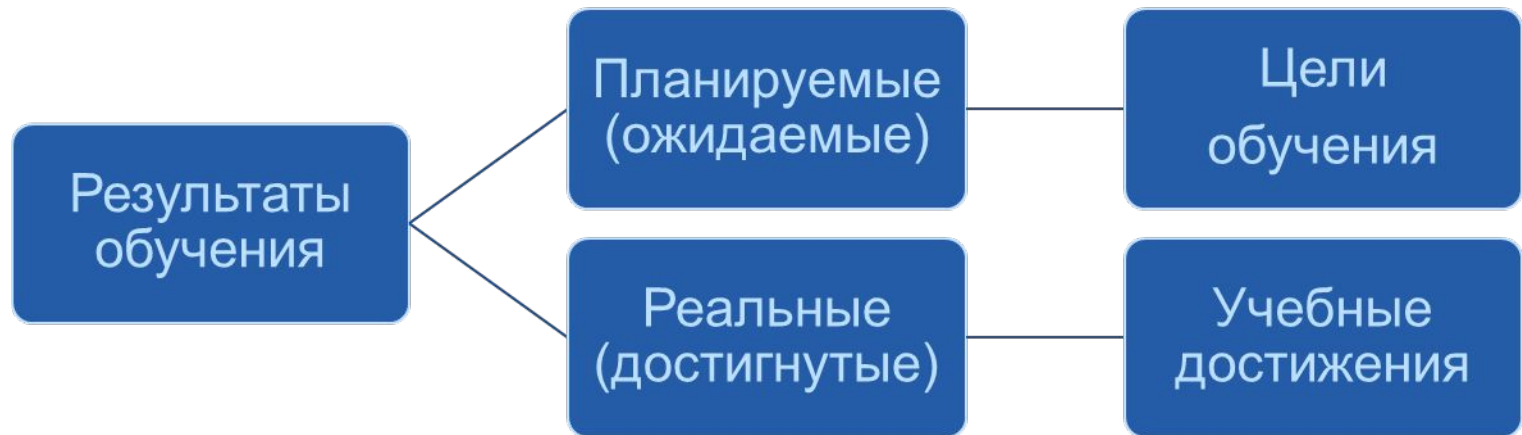 Результаты
обучения
Планируемые
(ожидаемые)
Цели
обучения
Реальные
(достигнутые)
Учебные
достижения